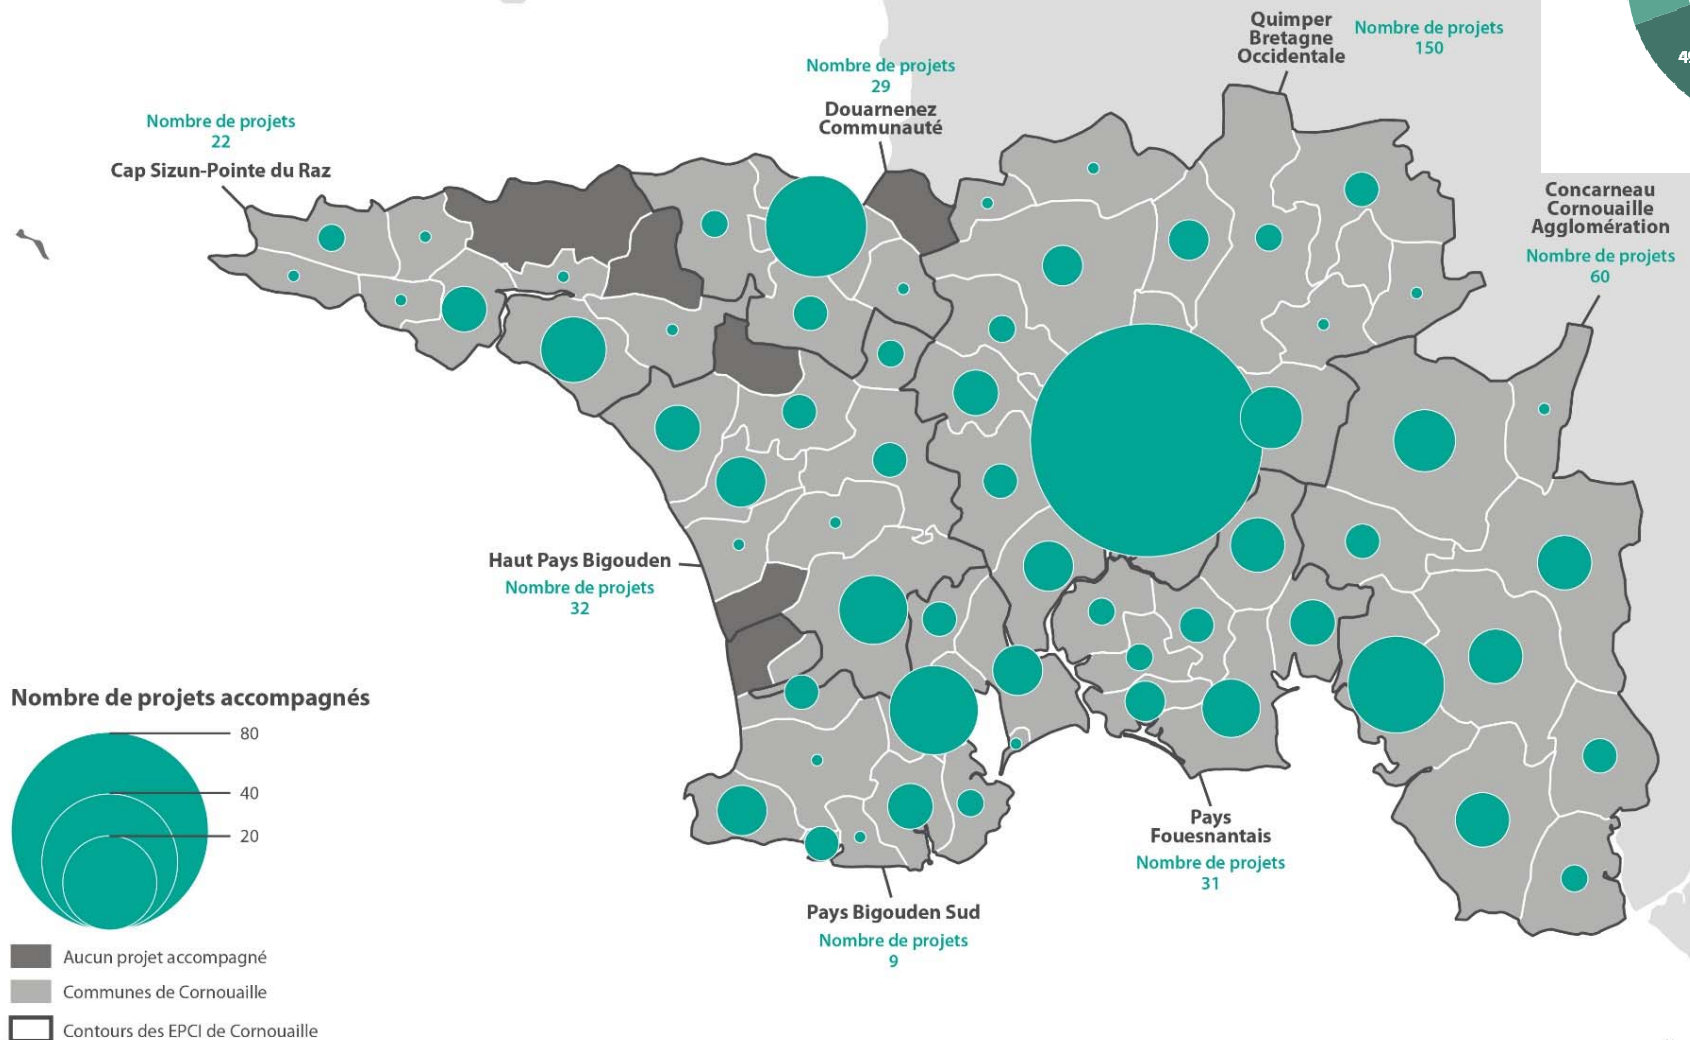 Quimper
Bretagne
Occidentale
Nombre de projets
150
Nombre de projets
29
Douarnenez
Communauté
Nombre de projets
22
Cap Sizun-Pointe du Raz
Concarneau
Cornouaille
Agglomération
Nombre de projets
60
Haut Pays Bigouden
Nombre de projets
32
Nombre de projets accompagnés
80
40
20
Pays
Fouesnantais
Nombre de projets
31
Pays Bigouden Sud
Nombre de projets
9
Aucun projet accompagné
Communes de Cornouaille
Contours des EPCI de Cornouaille